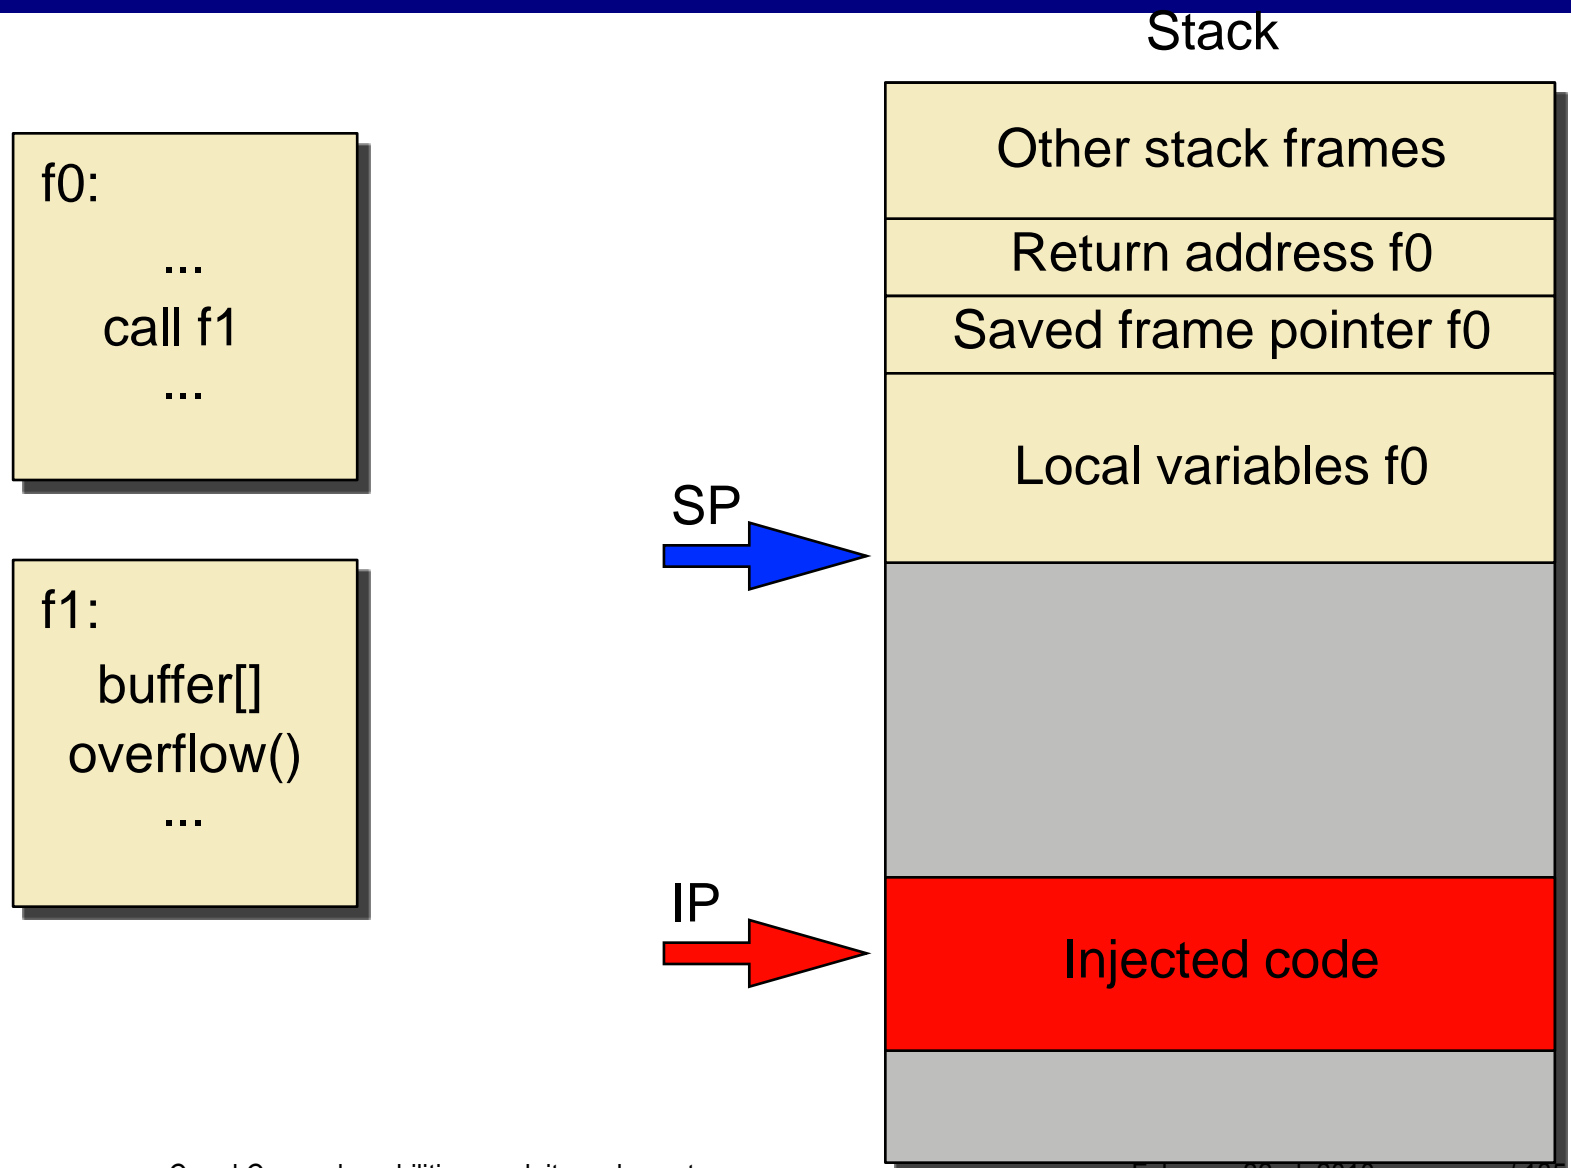 Stack
f0:
...
call f1
...
f1:
buffer[]
overflow()
...
SP
IP
Other stack frames
Return address f0
Saved frame pointer f0
Local variables f0
Injected code